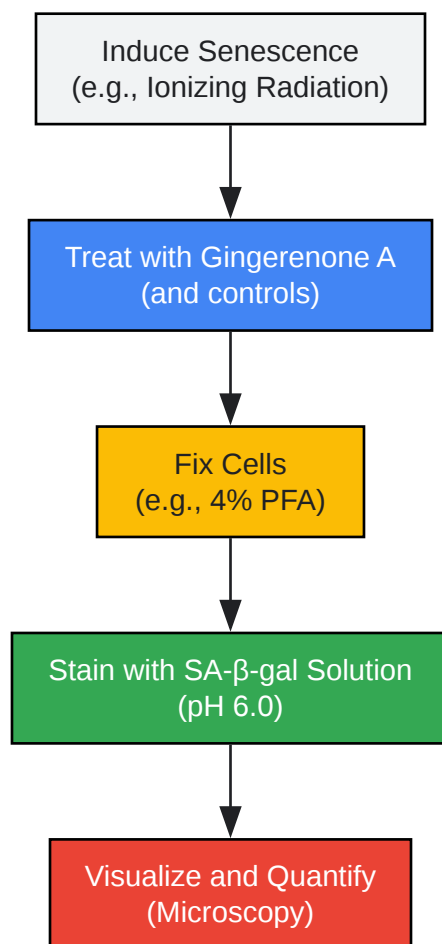 Induce Senescence
(e.g., Ionizing Radiation)
Treat with Gingerenone A
(and controls)
Fix Cells
(e.g., 4% PFA)
Stain with SA-β-gal Solution
(pH 6.0)
Visualize and Quantify
(Microscopy)